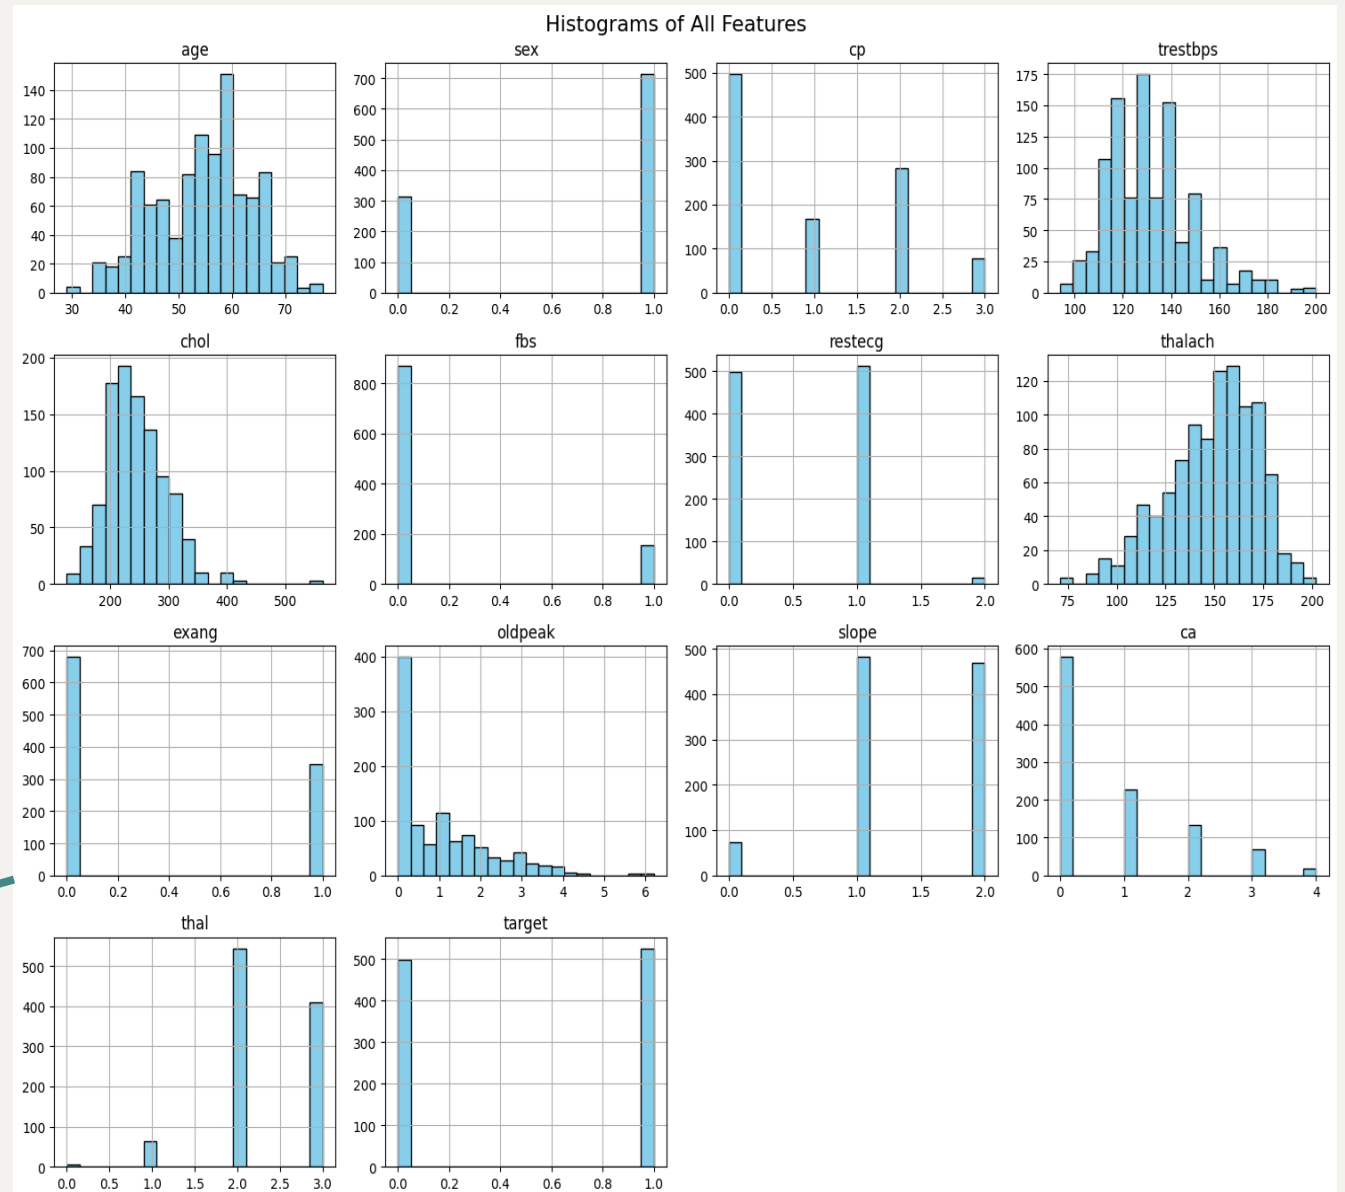 Histograms of All Features
age sex cp trestbps
140 120 100 80 60 40 20 0
30 40 50 60 70
700 600 500 400 300 200 100 0
0.0 0.2 0.4 0.6 0.8 1.0
500 400 300 200 100 0
0.0 0.5 1.0 1.5 2.0 2.5 3.0
175 150 125 100 75 50 25 0
100 120 140 160 180 200
chol fbs restecg thalach
200 150 100 50 0
200 300 400 500
800 600 400 200 0
0.0 0.2 0.4 0.6 0.8 1.0
500 400 300 200 100 0
0.0 0.5 1.0 1.5 2.0
120 100 80 60 40 20 0
75 100 125 150 175 200
exang oldpeak slope ca
700 600 500 400 300 200 100 0
0.0 0.2 0.4 0.6 0.8 1.0
400 300 200 100 0
0 1 2 3 4 5 6
500 400 300 200 100 0
0.0 0.5 1.0 1.5 2.0
600 500 400 300 200 100 0
0 1 2 3 4
thal target
500 400 300 200 100 0
0.0 0.5 1.0 1.5 2.0 2.5 3.0
500 400 300 200 100 0
0.0 0.2 0.4 0.6 0.8 1.0